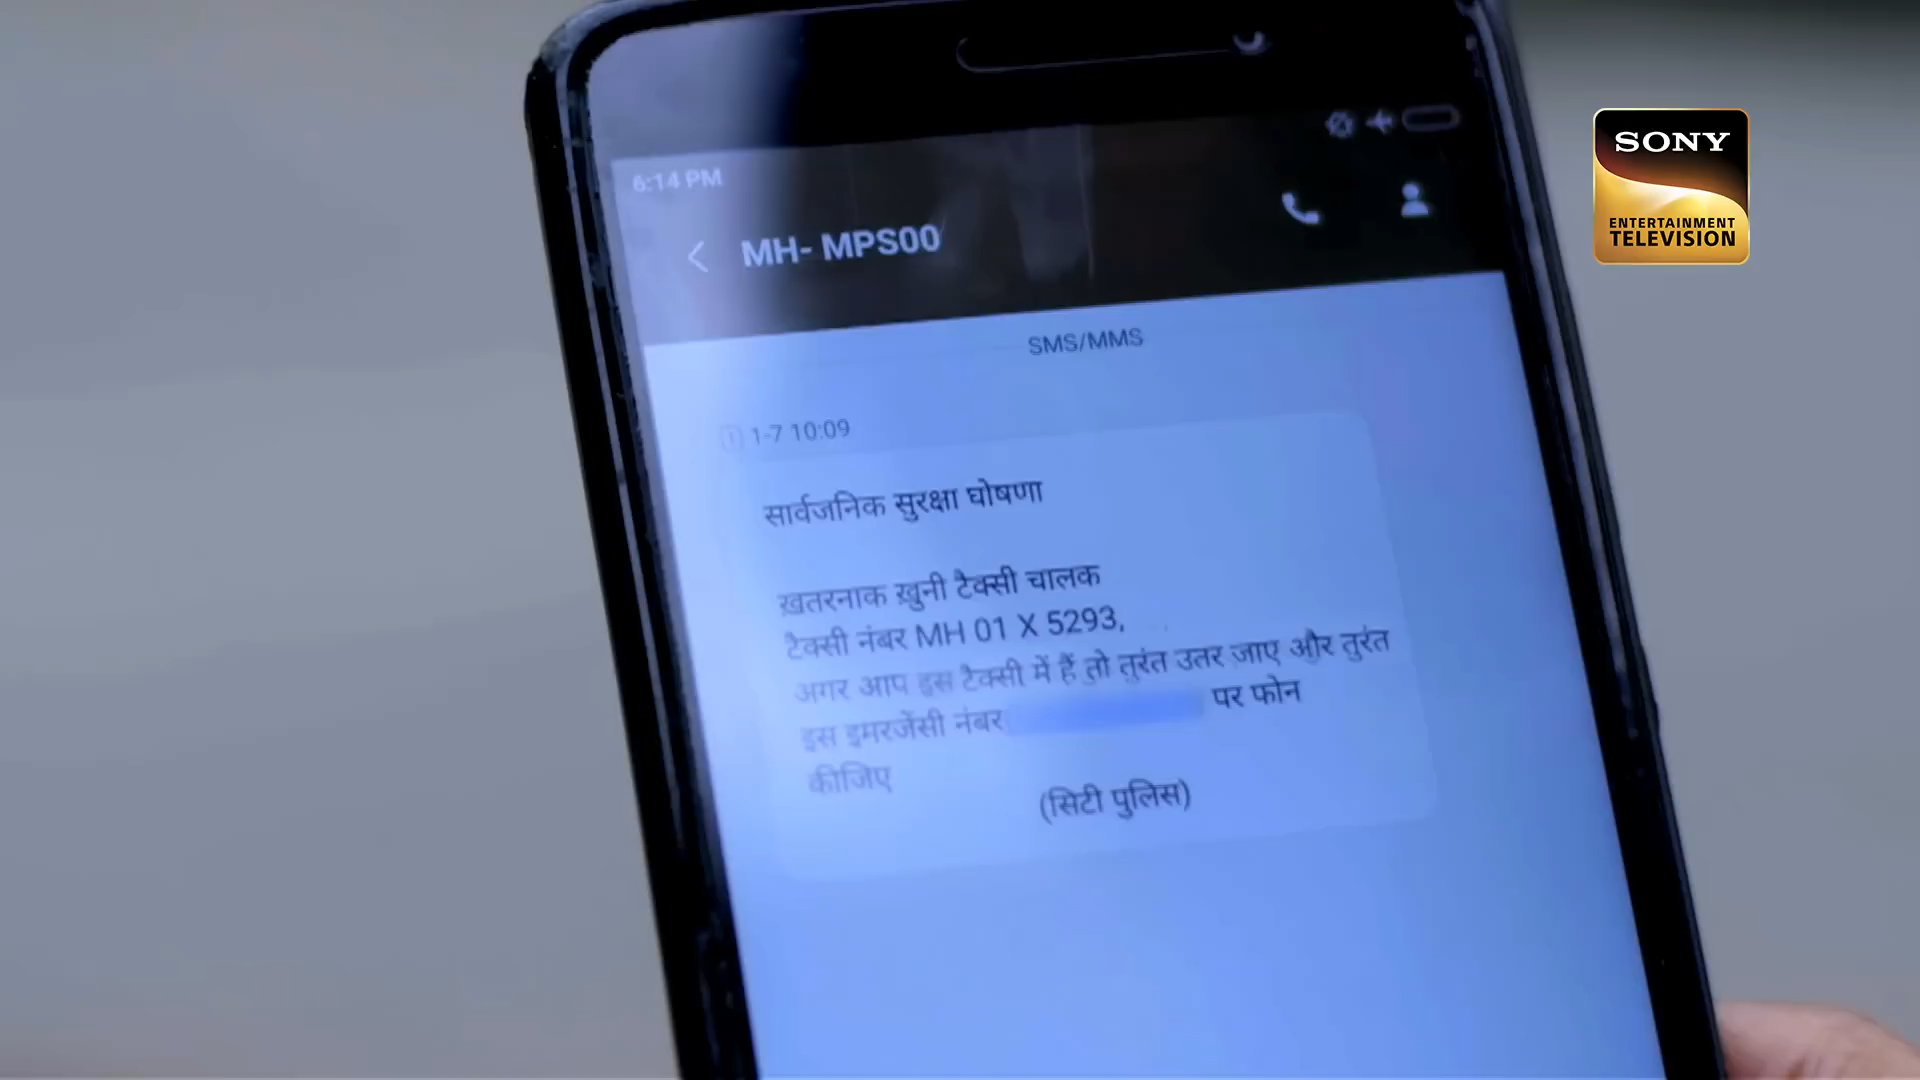 6:14 PM
MH- MPS00
SMS/MMS
1-7 10:09
सार्वजनिक सुरक्षा घोषणा
ख़तरनाक ख़ुनी टैक्सी चालक
टैक्सी नंबर MH 01 X 5293,
अगर आप इस टैक्सी में हैं तो तुरंत उतर जाए और तुरंत
इस इमरजेंसी नंबर पर फोन
कीजिए
(सिटी पुलिस)
SONY
ENTERTAINMENT
TELEVISION